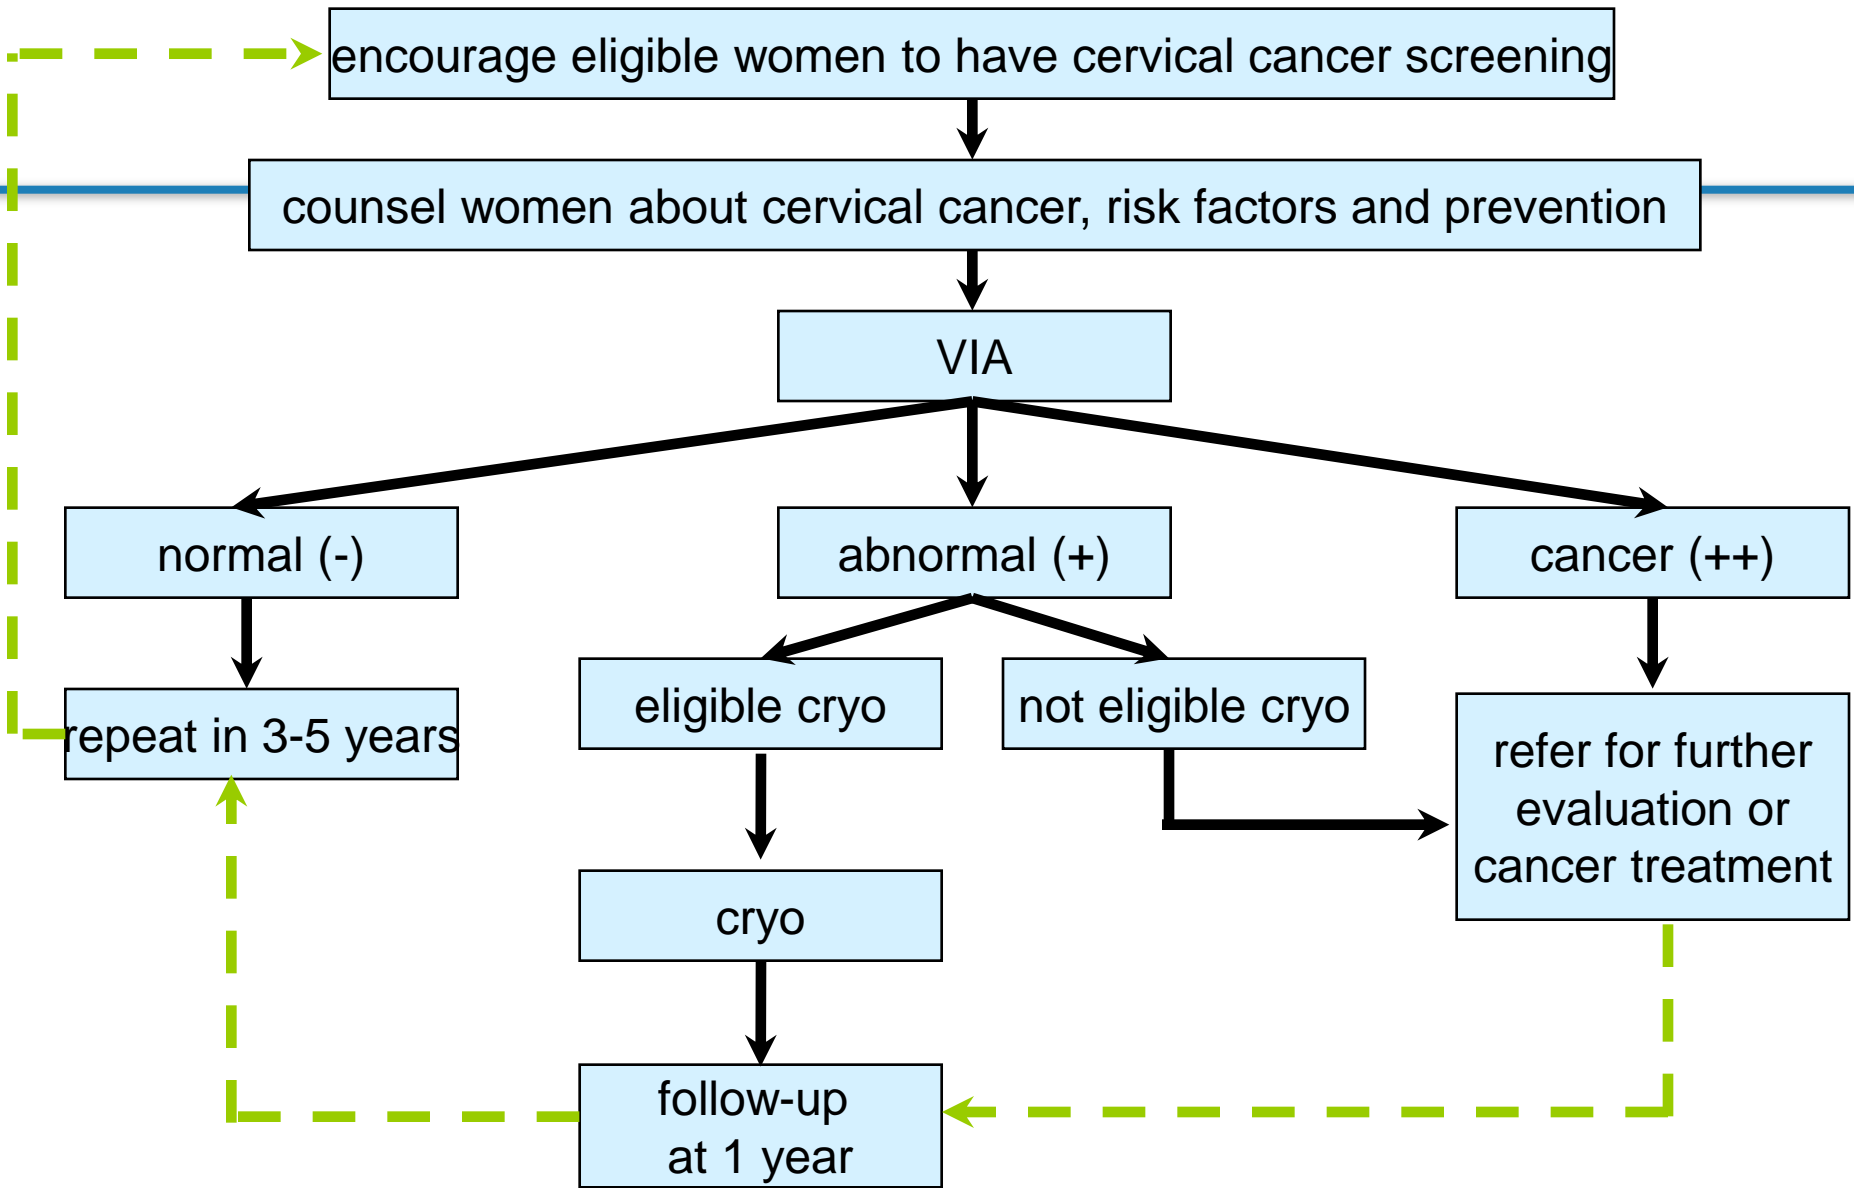 encourage eligible women to have cervical cancer screening
counsel women about cervical cancer, risk factors and prevention
VIA
normal (-)
abnormal (+)
cancer (++)
eligible cryo
not eligible cryo
repeat in 3-5 years
refer for further
evaluation or
cancer treatment
cryo
follow-up
at 1 year